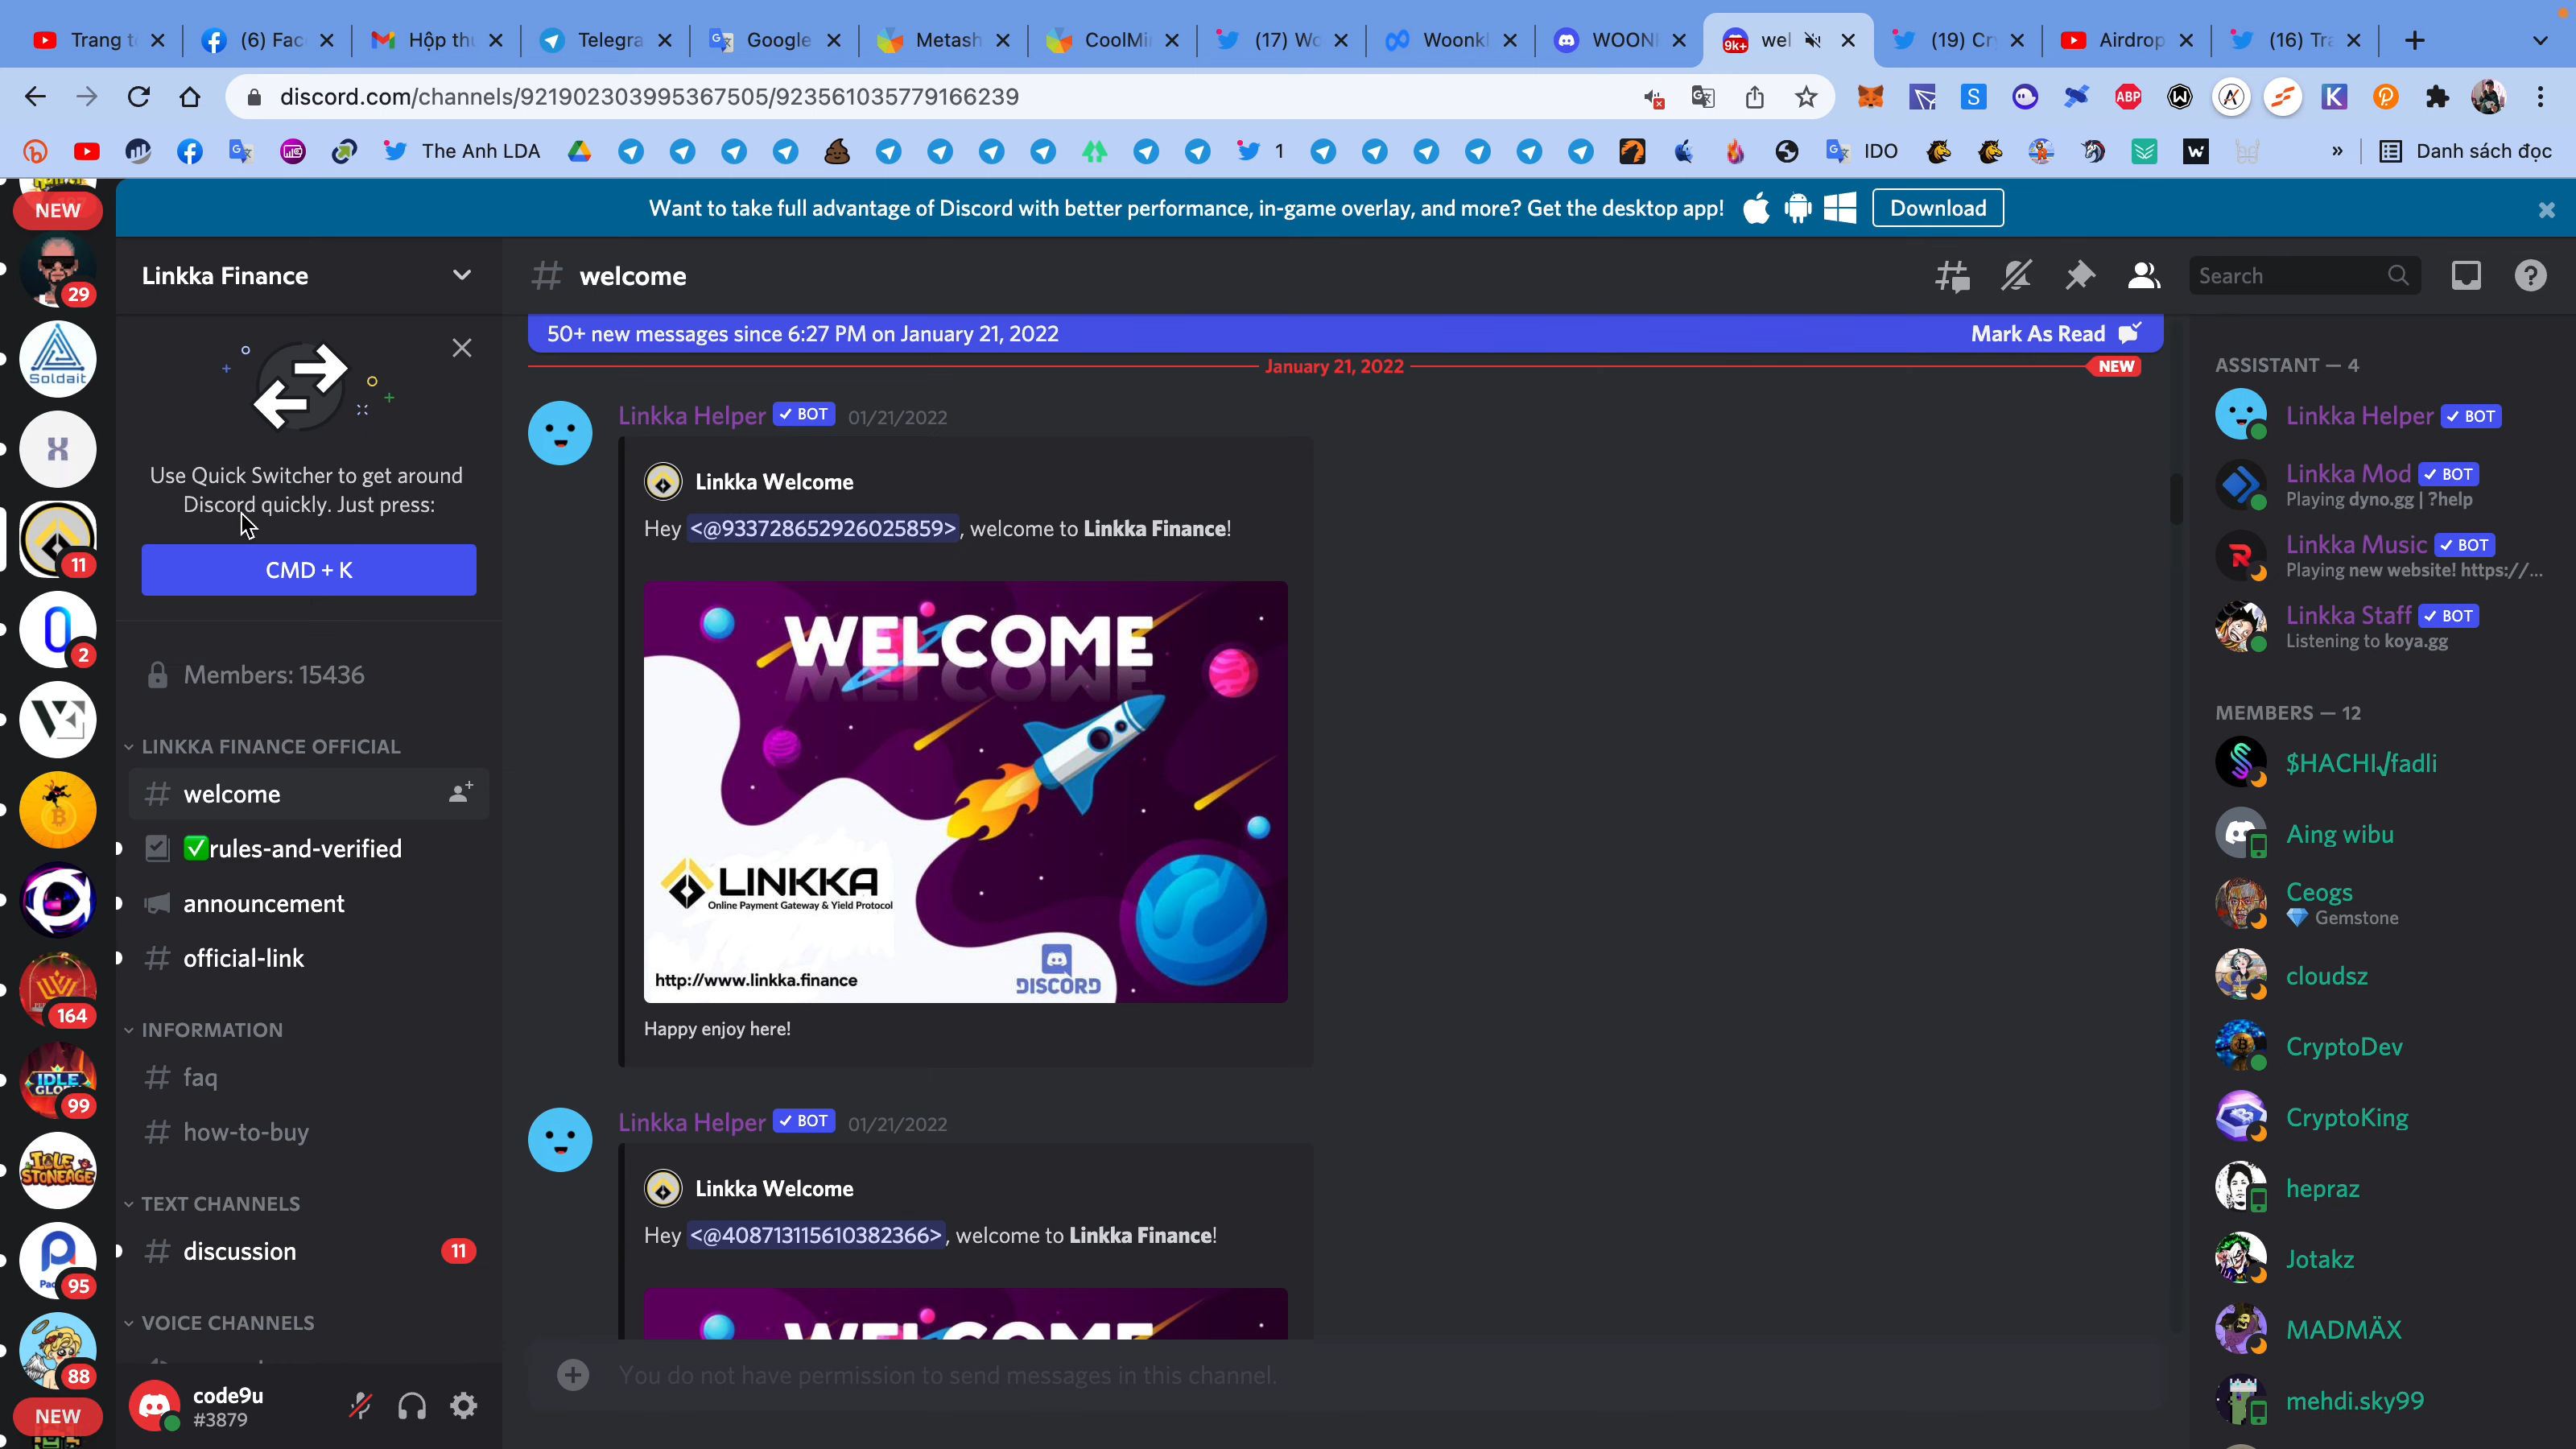 Trang t
(6) Fac
Hộp thu
Telegra
Google
Metash
CoolMi
(17) Wo
Woonkl
WOONI
9k+
wel
(19) Cr
Airdrop
(16) Tra
discord.com/channels/921902303995367505/923561035779166239
ABP
The Anh LDA
1
IDO
»
Danh sách đọc
Want to take full advantage of Discord with better performance, in-game overlay, and more? Get the desktop app!
Download
NEW
29
Soldait
11
2
164
IDLE
99
IDLE
STONEAGE
95
88
NEW
Linkka Finance
Use Quick Switcher to get around
Discord quickly. Just press:
CMD + K
Members: 15436
LINKKA FINANCE OFFICIAL
# welcome
✅rules-and-verified
announcement
# official-link
INFORMATION
# faq
# how-to-buy
TEXT CHANNELS
# discussion 11
VOICE CHANNELS
code9u
#3879
# welcome
Search
50+ new messages since 6:27 PM on January 21, 2022
Mark As Read
January 21, 2022
NEW
Linkka Helper ✓ BOT 01/21/2022
Linkka Welcome
Hey <@933728652926025859>, welcome to Linkka Finance!
WELCOME
LINKKA
Online Payment Gateway & Yield Protocol
http://www.linkka.finance
DISCORD
Happy enjoy here!
Linkka Helper ✓ BOT 01/21/2022
Linkka Welcome
Hey <@408713115610382366>, welcome to Linkka Finance!
WELCOME
You do not have permission to send messages in this channel.
ASSISTANT — 4
Linkka Helper ✓ BOT
Linkka Mod ✓ BOT
Playing dyno.gg | ?help
Linkka Music ✓ BOT
Playing new website! https://...
Linkka Staff ✓ BOT
Listening to koya.gg
MEMBERS — 12
$HACHI√/fadli
Aing wibu
Ceogs
Gemstone
cloudsz
CryptoDev
CryptoKing
hepraz
Jotakz
MADMÄX
mehdi.sky99